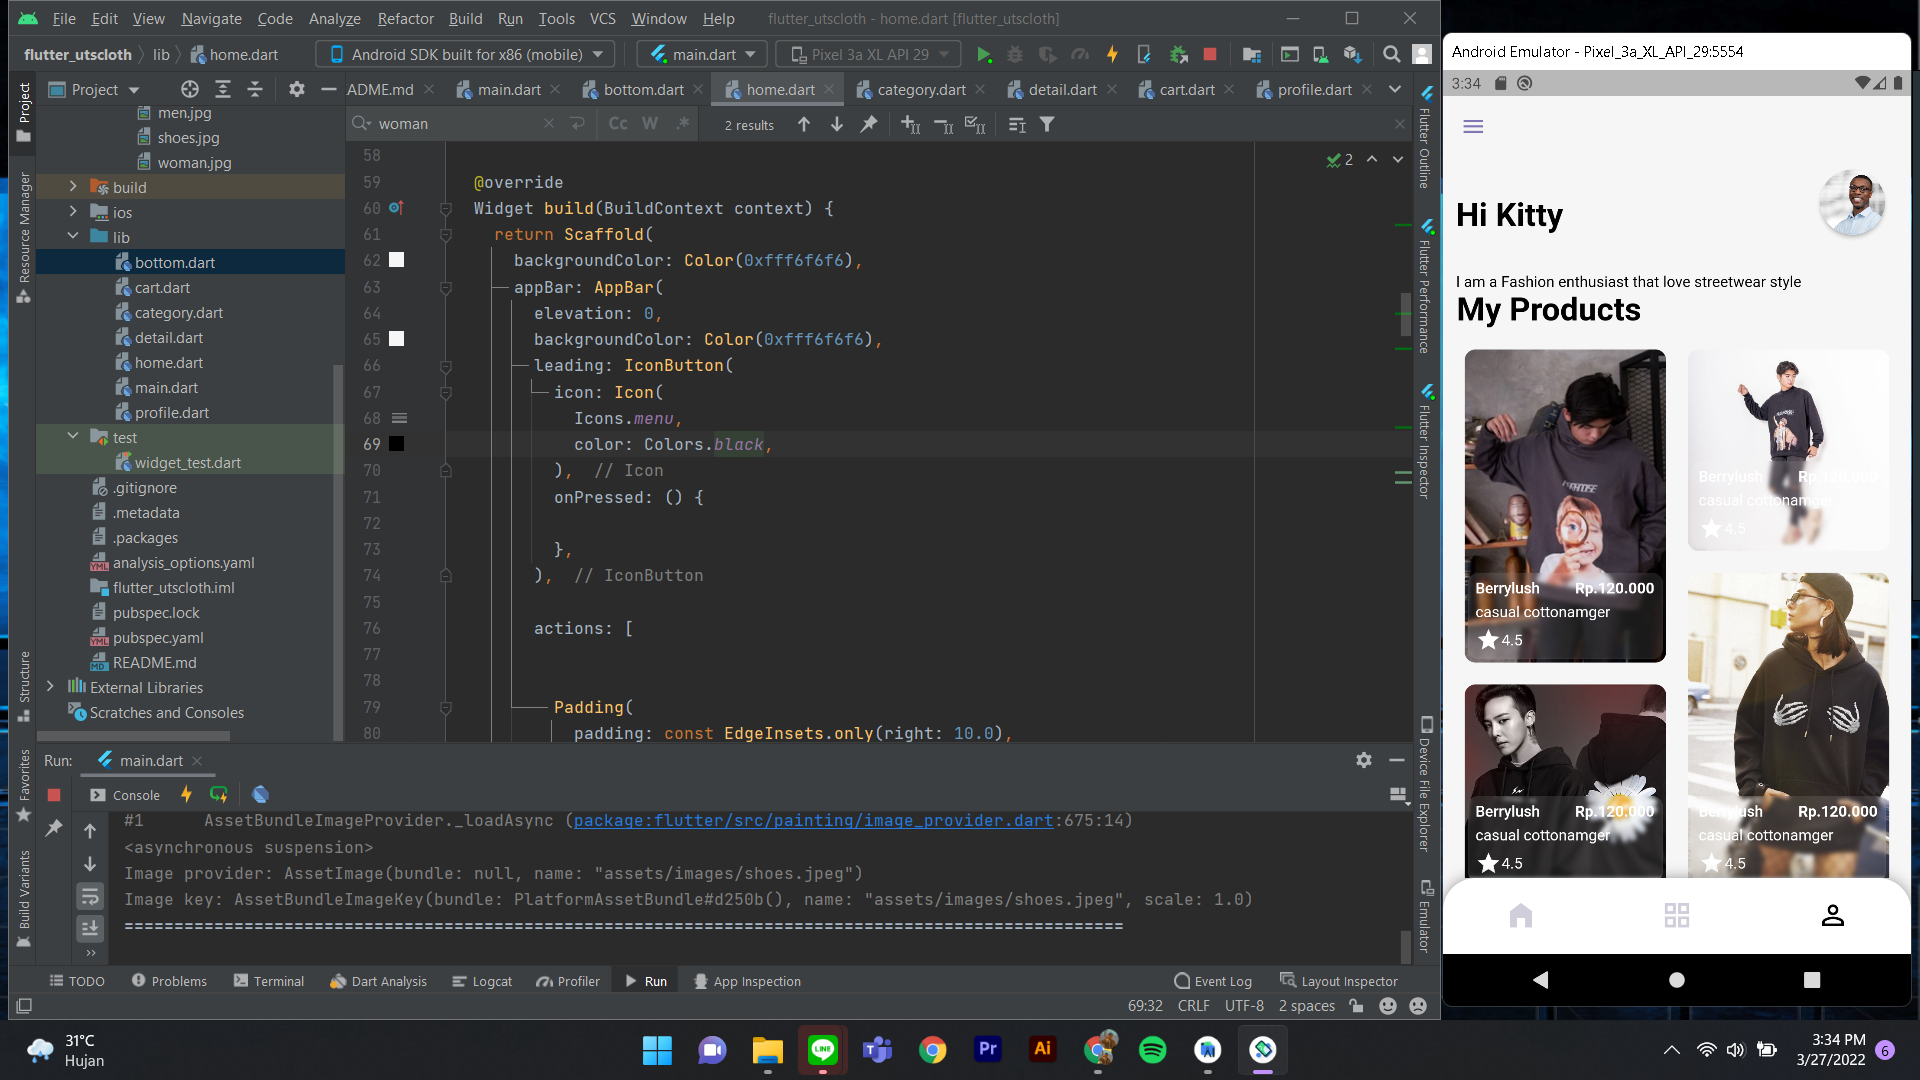 File Edit View Navigate Code Analyze Refactor Build Run Tools VCS Window Help flutter_utscloth - home.dart [flutter_utscloth]
flutter_utscloth lib home.dart Android SDK built for x86 (mobile) main.dart Pixel 3a XL API 29
Project ADME.md main.dart bottom.dart home.dart category.dart detail.dart cart.dart profile.dart
woman Cc W .* 2 results
men.jpg
shoes.jpg
woman.jpg
build
ios
lib
bottom.dart
cart.dart
category.dart
detail.dart
home.dart
main.dart
profile.dart
test
widget_test.dart
.gitignore
.metadata
.packages
analysis_options.yaml
flutter_utscloth.iml
pubspec.lock
pubspec.yaml
README.md
External Libraries
Scratches and Consoles
Project
Resource Manager
Structure
Favorites
Build Variants
2
58
59 @override
60 Widget build(BuildContext context) {
61 return Scaffold(
62 backgroundColor: Color(0xfff6f6f6),
63 appBar: AppBar(
64 elevation: 0,
65 backgroundColor: Color(0xfff6f6f6),
66 leading: IconButton(
67 icon: Icon(
68 Icons.menu,
69 color: Colors.black,
70 ), // Icon
71 onPressed: () {
72
73 },
74 ), // IconButton
75
76 actions: [
77
78
79 Padding(
80 padding: const EdgeInsets.only(right: 10.0),
Flutter Outline
Flutter Performance
Flutter Inspector
Device File Explorer
Emulator
Run: main.dart
Console
#1 AssetBundleImageProvider._loadAsync (package:flutter/src/painting/image_provider.dart:675:14)
<asynchronous suspension>
Image provider: AssetImage(bundle: null, name: "assets/images/shoes.jpeg")
Image key: AssetBundleImageKey(bundle: PlatformAssetBundle#d250b(), name: "assets/images/shoes.jpeg", scale: 1.0)
====================================================================================================
TODO Problems Terminal Dart Analysis Logcat Profiler Run App Inspection Event Log Layout Inspector
69:32 CRLF UTF-8 2 spaces
Android Emulator - Pixel_3a_XL_API_29:5554
3:34
Hi Kitty
I am a Fashion enthusiast that love streetwear style
My Products
Berrylush Rp.120.000
casual cottonamger
4.5
Berrylush Rp.120.000
casual cottonamger
4.5
Berrylush Rp.120.000
casual cottonamger
4.5
Berrylush Rp.120.000
casual cottonamger
4.5
31°C
Hujan
LINE
Pr
Ai
3:34 PM
3/27/2022
6